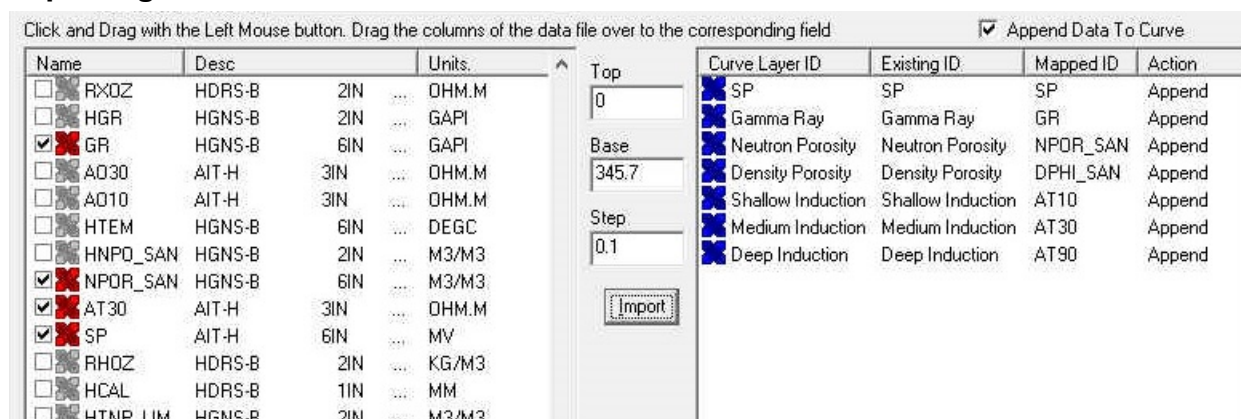 Click and Drag with the Left Mouse button. Drag the columns of the data file over to the corresponding field
Append Data To Curve
Name Desc Units.
RXOZ HDRS-B 2IN ... OHM.M
HGR HGNS-B 2IN ... GAPI
GR HGNS-B 6IN ... GAPI
AO30 AIT-H 3IN ... OHM.M
AO10 AIT-H 3IN ... OHM.M
HTEM HGNS-B 6IN ... DEGC
HNPO_SAN HGNS-B 2IN ... M3/M3
NPOR_SAN HGNS-B 6IN ... M3/M3
AT30 AIT-H 3IN ... OHM.M
SP AIT-H 6IN ... MV
RHOZ HDRS-B 2IN ... KG/M3
HCAL HDRS-B 1IN ... MM
HTNP_LIM HGNS-B 2IN ... M3/M3
Top
0
Base
345.7
Step
0.1
Import
Curve Layer ID Existing ID Mapped ID Action
SP SP SP Append
Gamma Ray Gamma Ray GR Append
Neutron Porosity Neutron Porosity NPOR_SAN Append
Density Porosity Density Porosity DPHI_SAN Append
Shallow Induction Shallow Induction AT10 Append
Medium Induction Medium Induction AT30 Append
Deep Induction Deep Induction AT90 Append